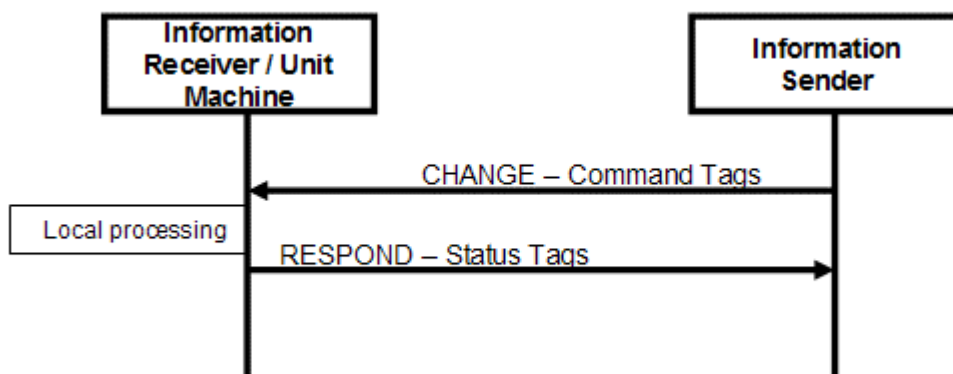 Information
Receiver / Unit
Machine
Information
Sender
CHANGE – Command Tags
Local processing
RESPOND – Status Tags